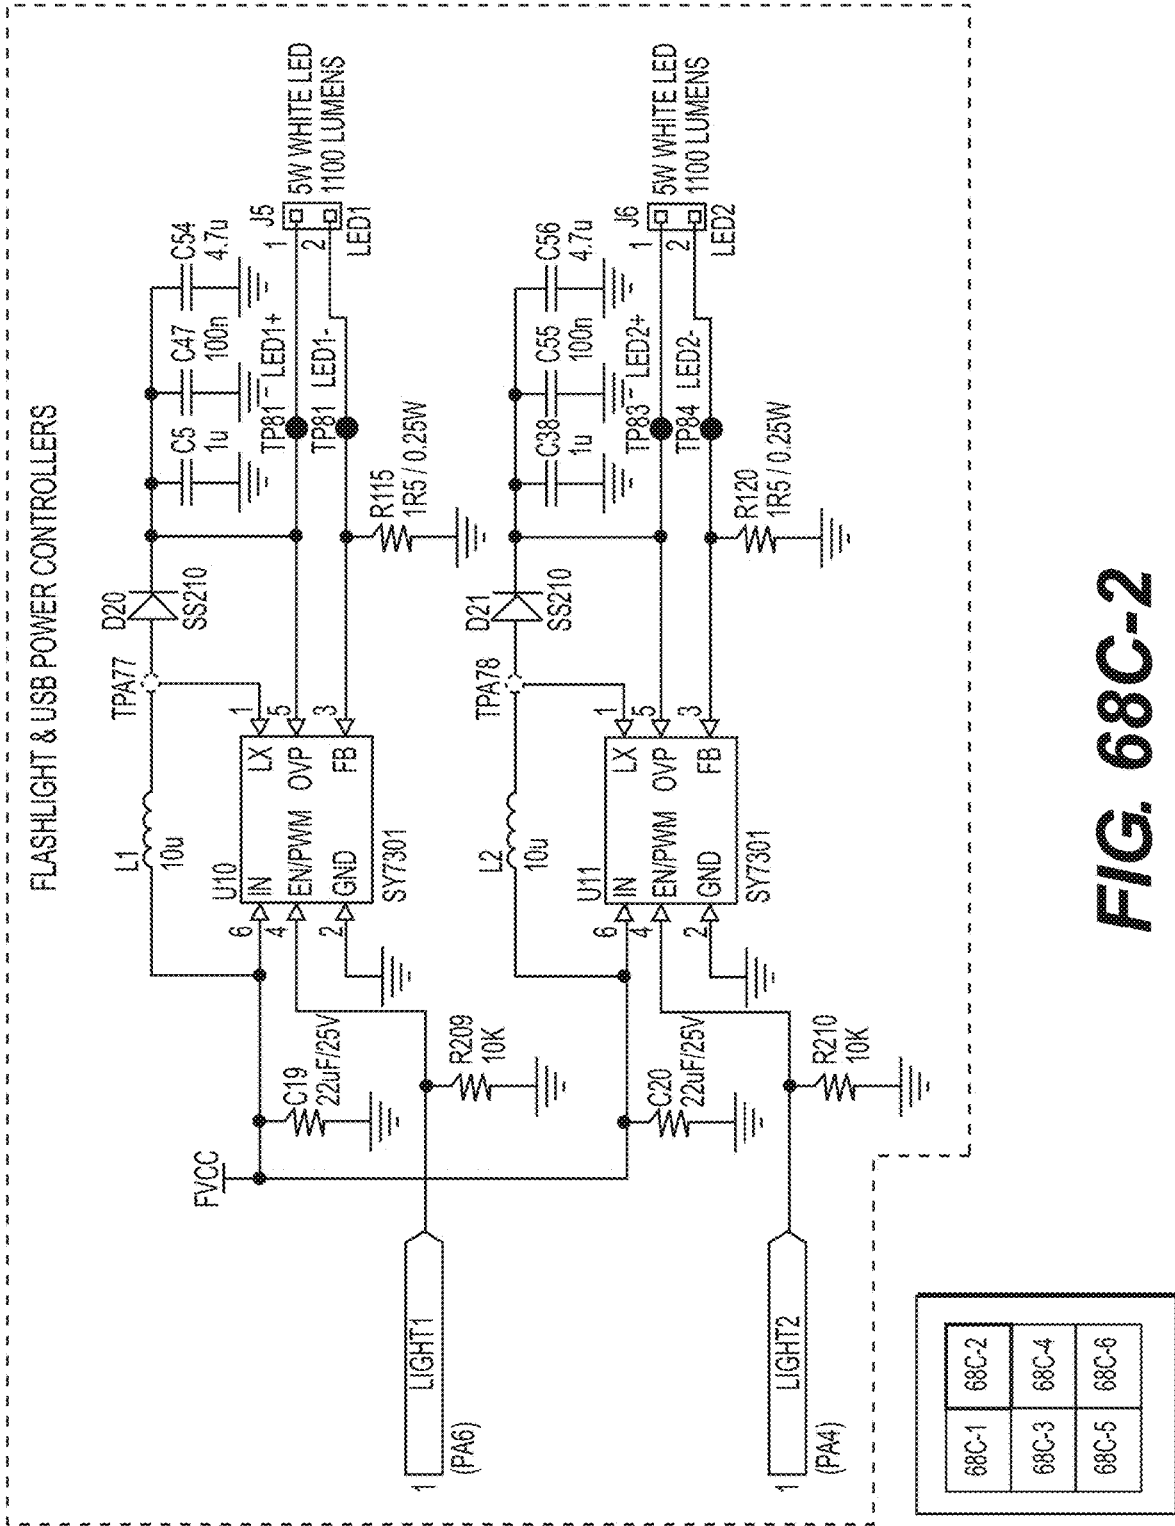 FLASHLIGHT & USB POWER CONTROLLERS
L1
10u
TPA77
D20
SS210
C5
1u
C47
100n
C54
4.7u
FVCC
C19
22uF/25V
U10
6
IN
4
EN/PWM
2
GND
1
LX
5
OVP
3
FB
SY7301
TP81
LED1+
TP81
LED1-
J5
1
2
LED1
5W WHITE LED
1100 LUMENS
R115
1R5 / 0.25W
R209
10K
1
LIGHT1
(PA6)
L2
10u
TPA78
D21
SS210
C38
1u
C55
100n
C56
4.7u
C20
22uF/25V
U11
6
IN
4
EN/PWM
2
GND
1
LX
5
OVP
3
FB
SY7301
TP83
LED2+
TP84
LED2-
J6
1
2
LED2
5W WHITE LED
1100 LUMENS
R120
1R5 / 0.25W
R210
10K
1
LIGHT2
(PA4)
68C-1 68C-2
68C-3 68C-4
68C-5 68C-6
FIG. 68C-2